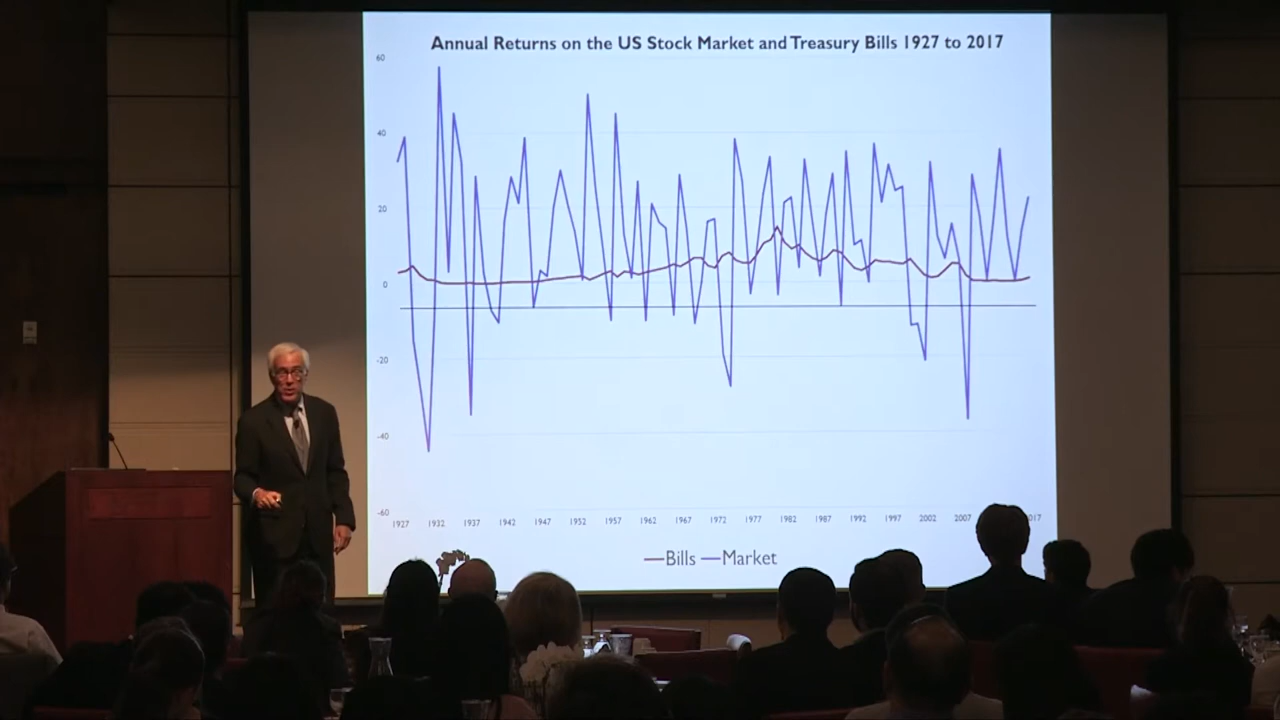 Annual Returns on the US Stock Market and Treasury Bills 1927 to 2017
60
40
20
0
-20
-40
-60
1927 1932 1937 1942 1947 1952 1957 1962 1967 1972 1977 1982 1987 1992 1997 2002 2007 017
Bills Market